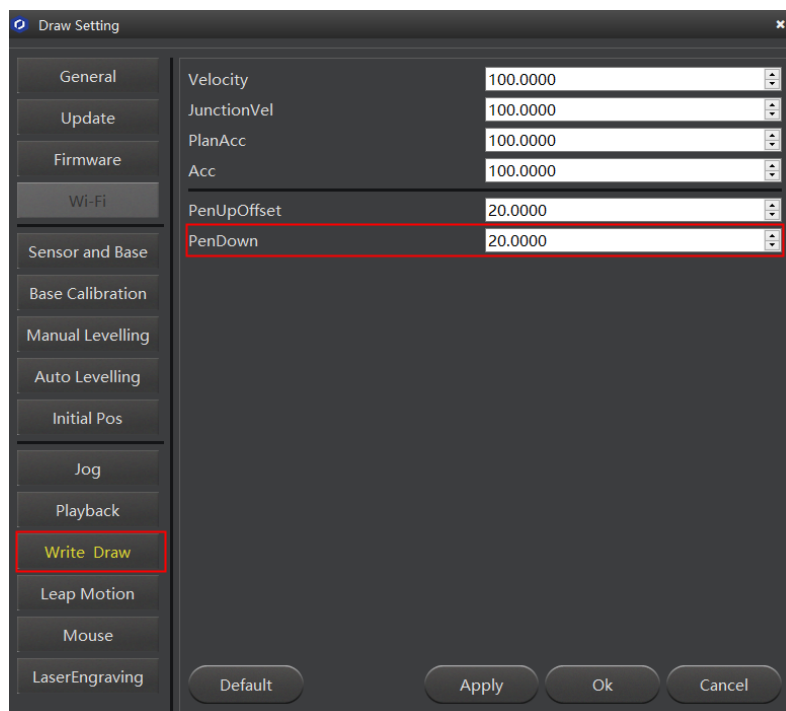 Draw Setting
General
Update
Firmware
Wi-Fi
Sensor and Base
Base Calibration
Manual Levelling
Auto Levelling
Initial Pos
Jog
Playback
Write Draw
Leap Motion
Mouse
LaserEngraving
Velocity 100.0000
JunctionVel 100.0000
PlanAcc 100.0000
Acc 100.0000
PenUpOffset 20.0000
PenDown 20.0000
Default Apply Ok Cancel